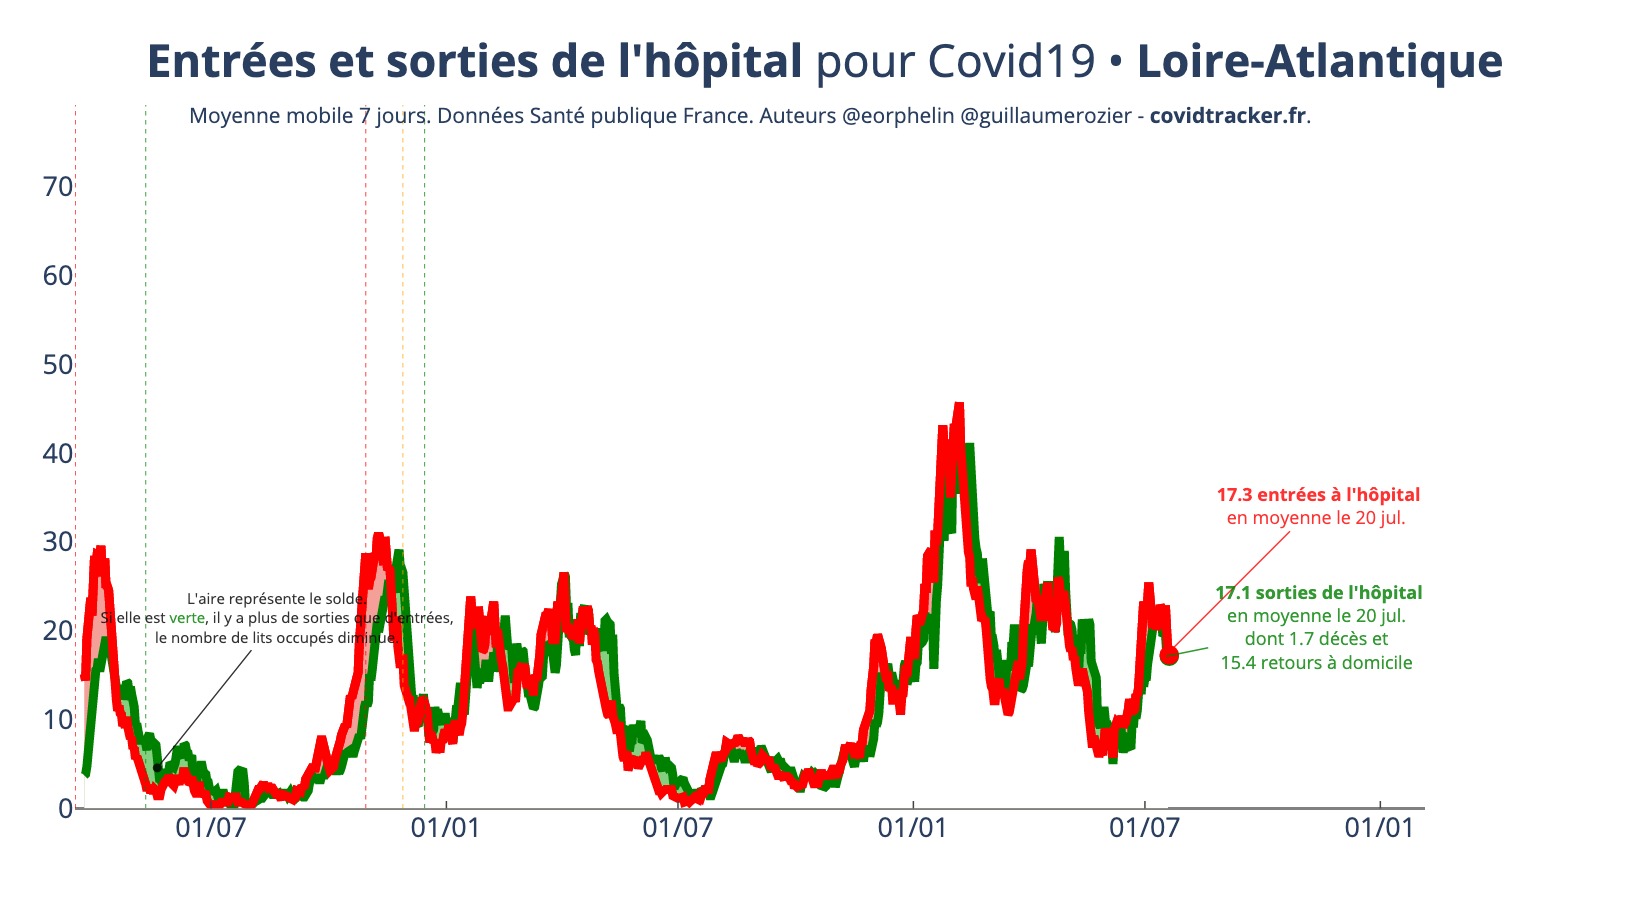 Entrées et sorties de l'hôpital pour Covid19 • Loire-Atlantique
Moyenne mobile 7 jours. Données Santé publique France. Auteurs @eorphelin @guillaumerozier - covidtracker.fr.
70
60
50
40
30
20
10
0
L'aire représente le solde.
Si elle est verte, il y a plus de sorties que d'entrées,
le nombre de lits occupés diminue.
17.3 entrées à l'hôpital
en moyenne le 20 jul.
17.1 sorties de l'hôpital
en moyenne le 20 jul.
dont 1.7 décès et
15.4 retours à domicile
01/07 01/01 01/07 01/01 01/07 01/01